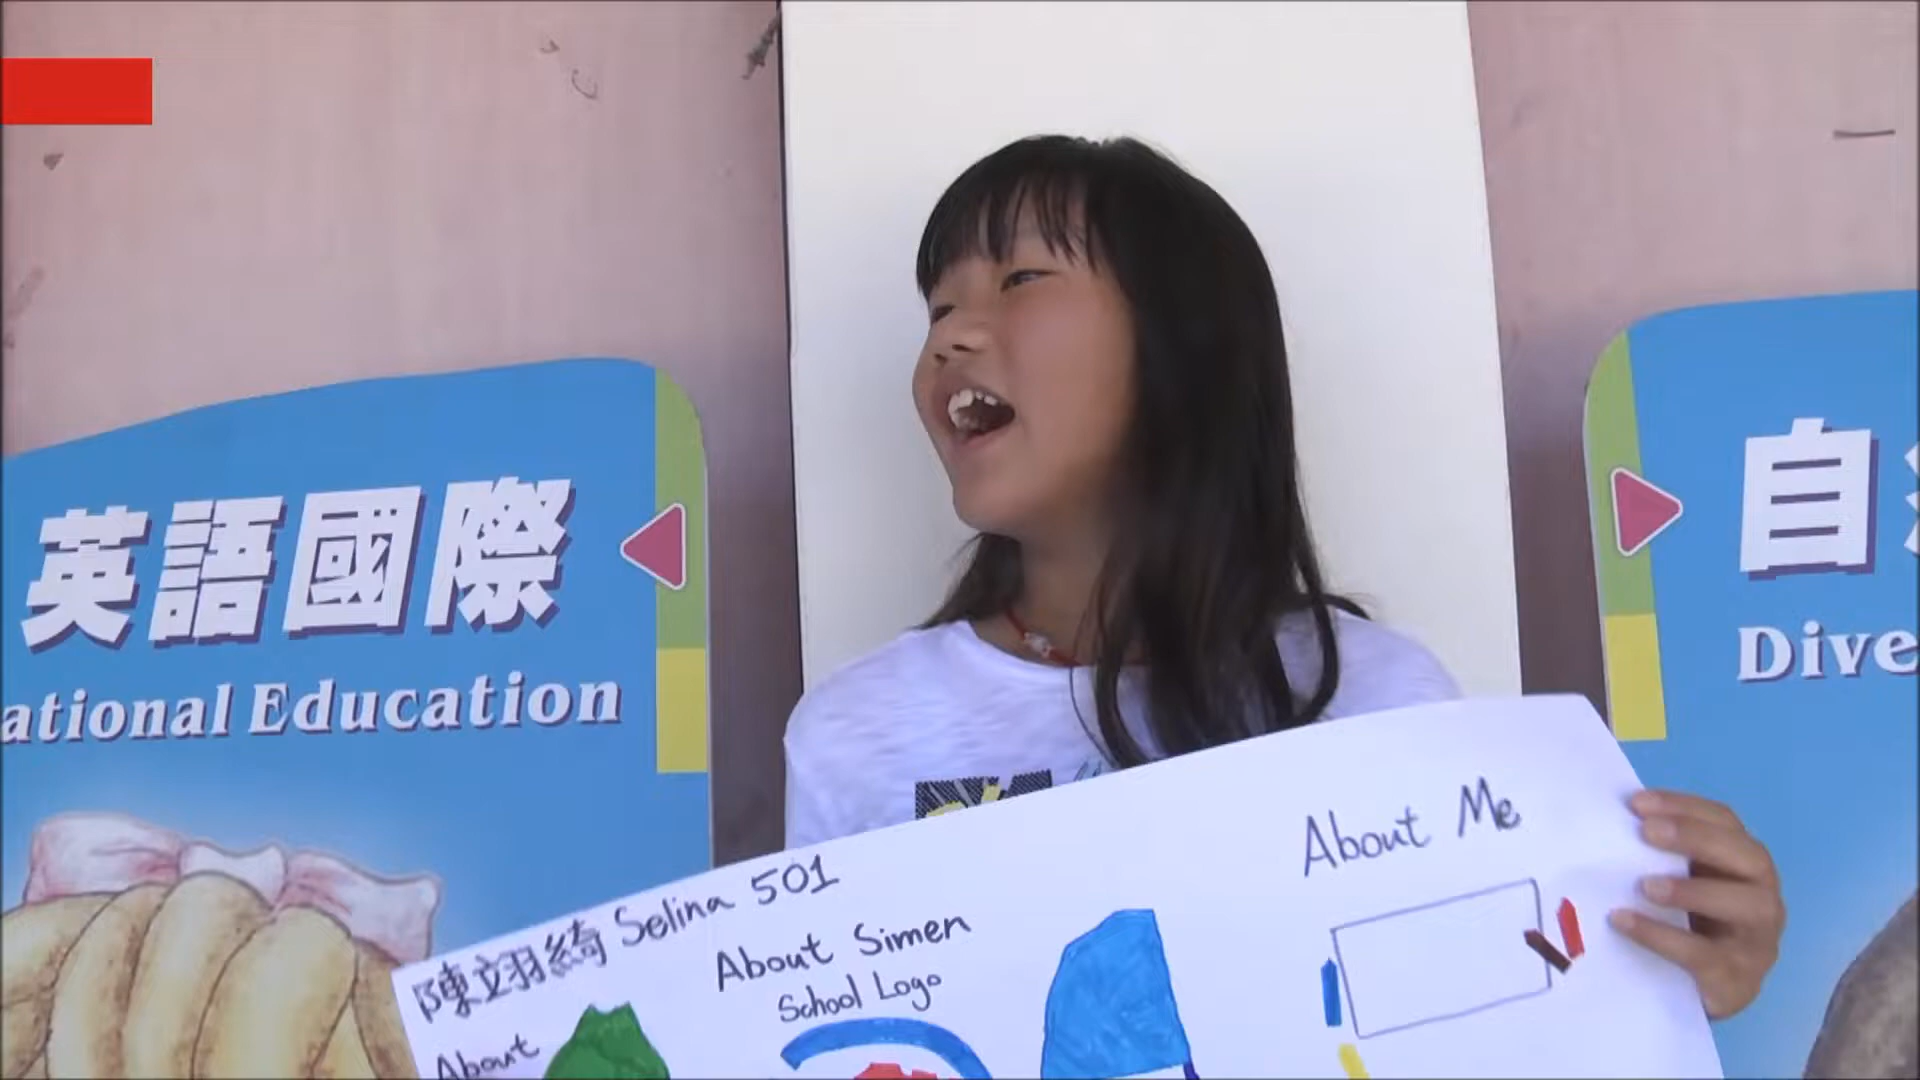 英語國際
ational Education
自
Dive
陳翊綺 Selina 501
About Simen
School Logo
About
About Me